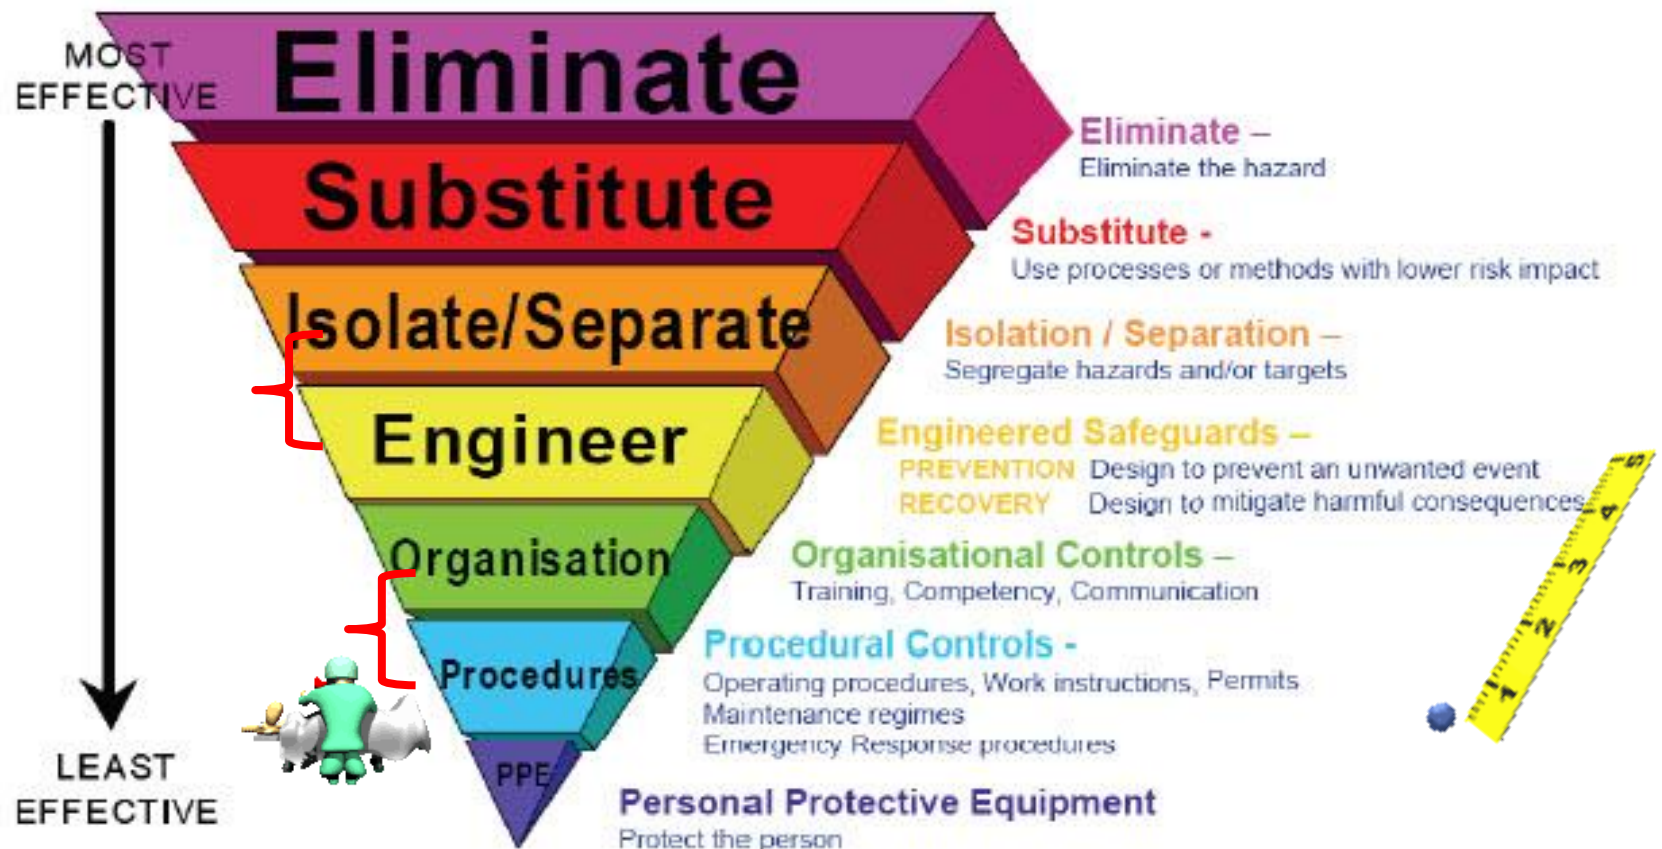 MOST
EFFECTIVE
Eliminate
Substitute
Isolate/Separate
Engineer
Organisation
Procedures
PPE
LEAST
EFFECTIVE
Eliminate –
Eliminate the hazard
Substitute -
Use processes or methods with lower risk impact
Isolation / Separation –
Segregate hazards and/or targets
Engineered Safeguards –
PREVENTION Design to prevent an unwanted event
RECOVERY Design to mitigate harmful consequences
Organisational Controls –
Training, Competency, Communication
Procedural Controls -
Operating procedures, Work instructions, Permits
Maintenance regimes
Emergency Response procedures
Personal Protective Equipment
Protect the person
1 2 3 4 5